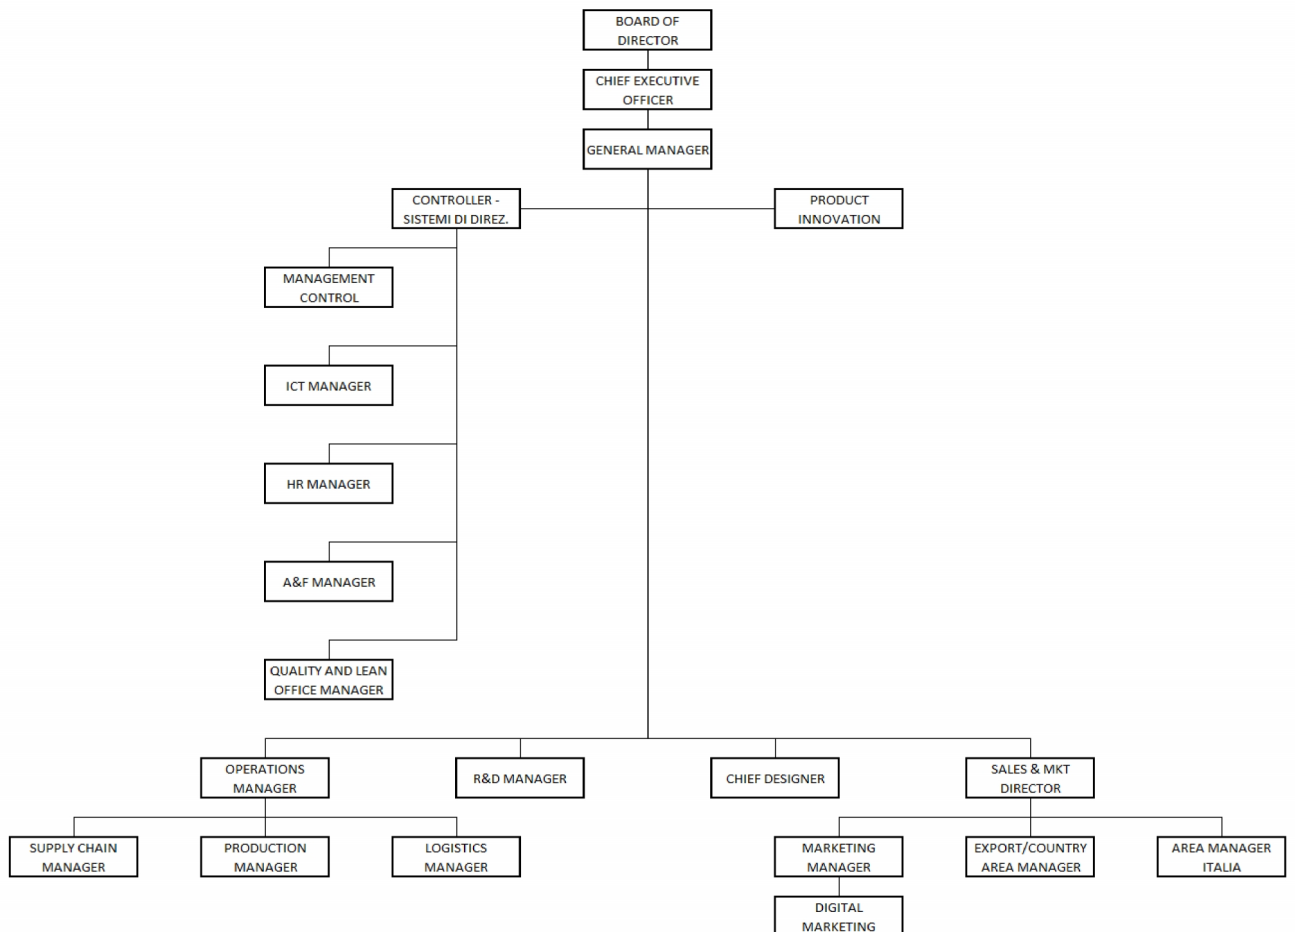 BOARD OF
DIRECTOR
CHIEF EXECUTIVE
OFFICER
GENERAL MANAGER
CONTROLLER -
SISTEMI DI DIREZ.
PRODUCT
INNOVATION
MANAGEMENT
CONTROL
ICT MANAGER
HR MANAGER
A&F MANAGER
QUALITY AND LEAN
OFFICE MANAGER
OPERATIONS
MANAGER
R&D MANAGER
CHIEF DESIGNER
SALES & MKT
DIRECTOR
SUPPLY CHAIN
MANAGER
PRODUCTION
MANAGER
LOGISTICS
MANAGER
MARKETING
MANAGER
EXPORT/COUNTRY
AREA MANAGER
AREA MANAGER
ITALIA
DIGITAL
MARKETING